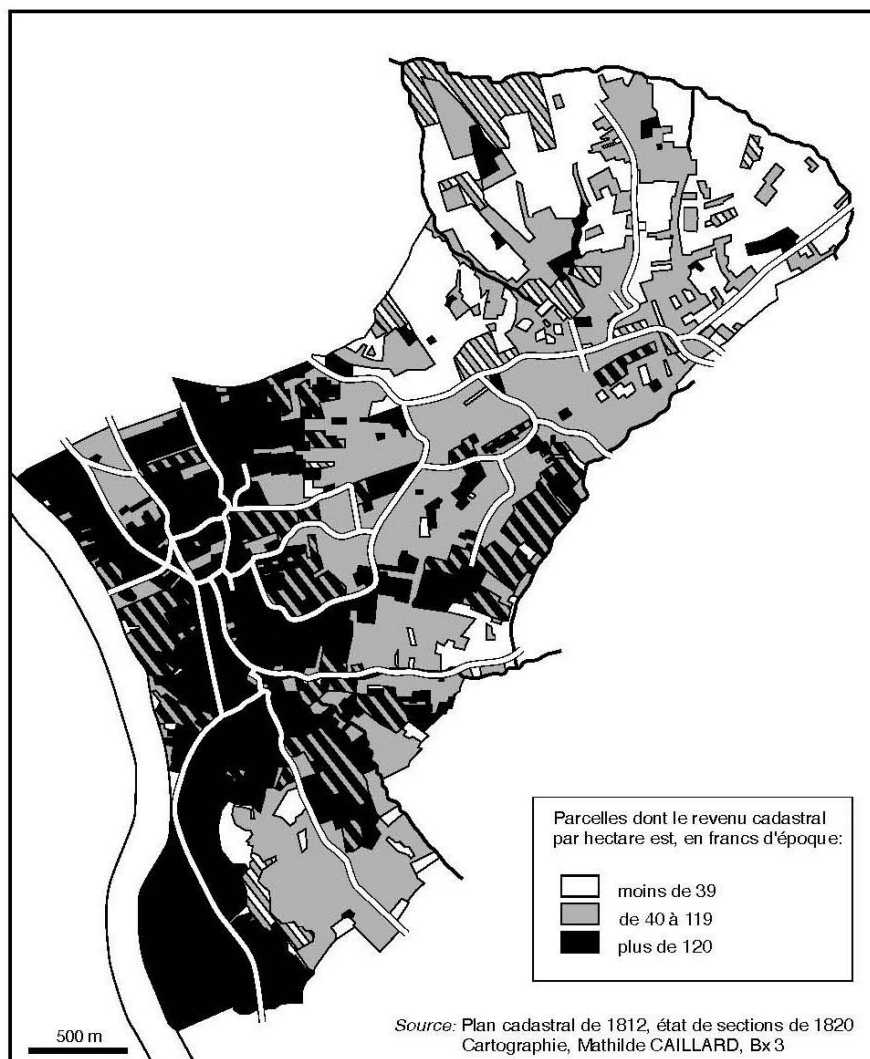 Parcelles dont le revenu cadastral
par hectare est, en francs d'époque:
moins de 39
de 40 à 119
plus de 120
500 m
Source: Plan cadastral de 1812, état de sections de 1820
Cartographie, Mathilde CAILLARD, Bx 3